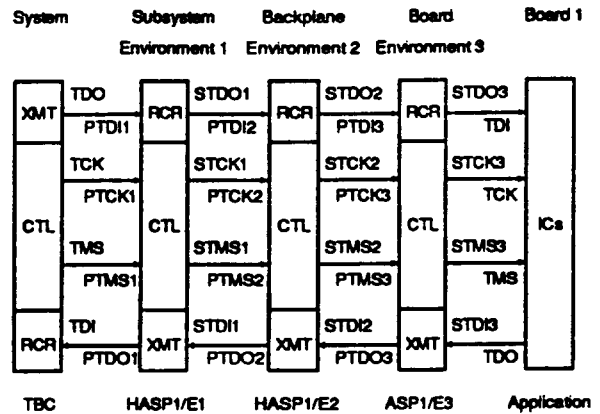 System Subsystem Backplane Board Board 1
Environment 1 Environment 2 Environment 3
TDO STDO1 STDO2 STDO3
XMT RCR RCR RCR
PTDI1 PTDI2 PTDI3 TDI
TCK STCK1 STCK2 STCK3
PTCK1 PTCK2 PTCK3 TCK
CTL CTL CTL CTL ICs
TMS STMS1 STMS2 STMS3
PTMS1 PTMS2 PTMS3 TMS
TDI STDI1 STDI2 STDI3
RCR XMT XMT XMT
PTDO1 PTDO2 PTDO3 TDO
TBC HASP1/E1 HASP1/E2 ASP1/E3 Application